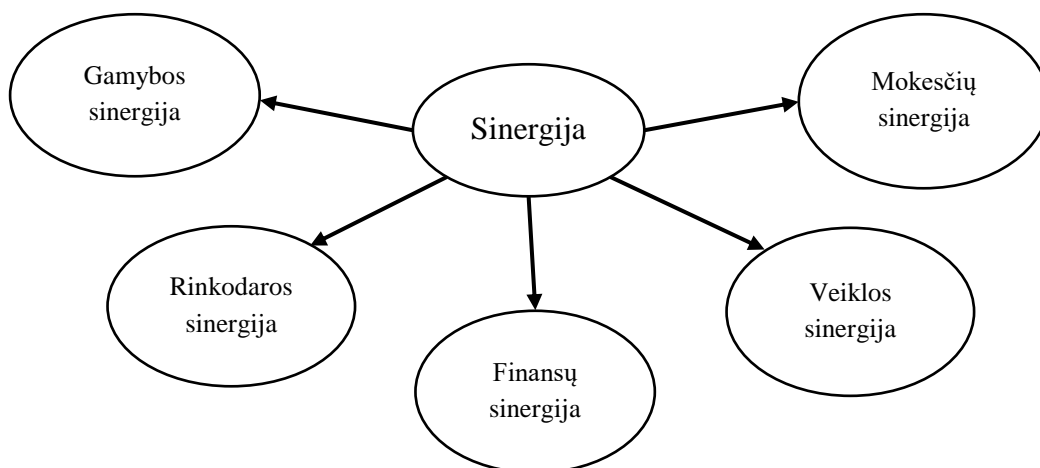 Gamybos
sinergija
Sinergija
Mokesčių
sinergija
Rinkodaros
sinergija
Finansų
sinergija
Veiklos
sinergija